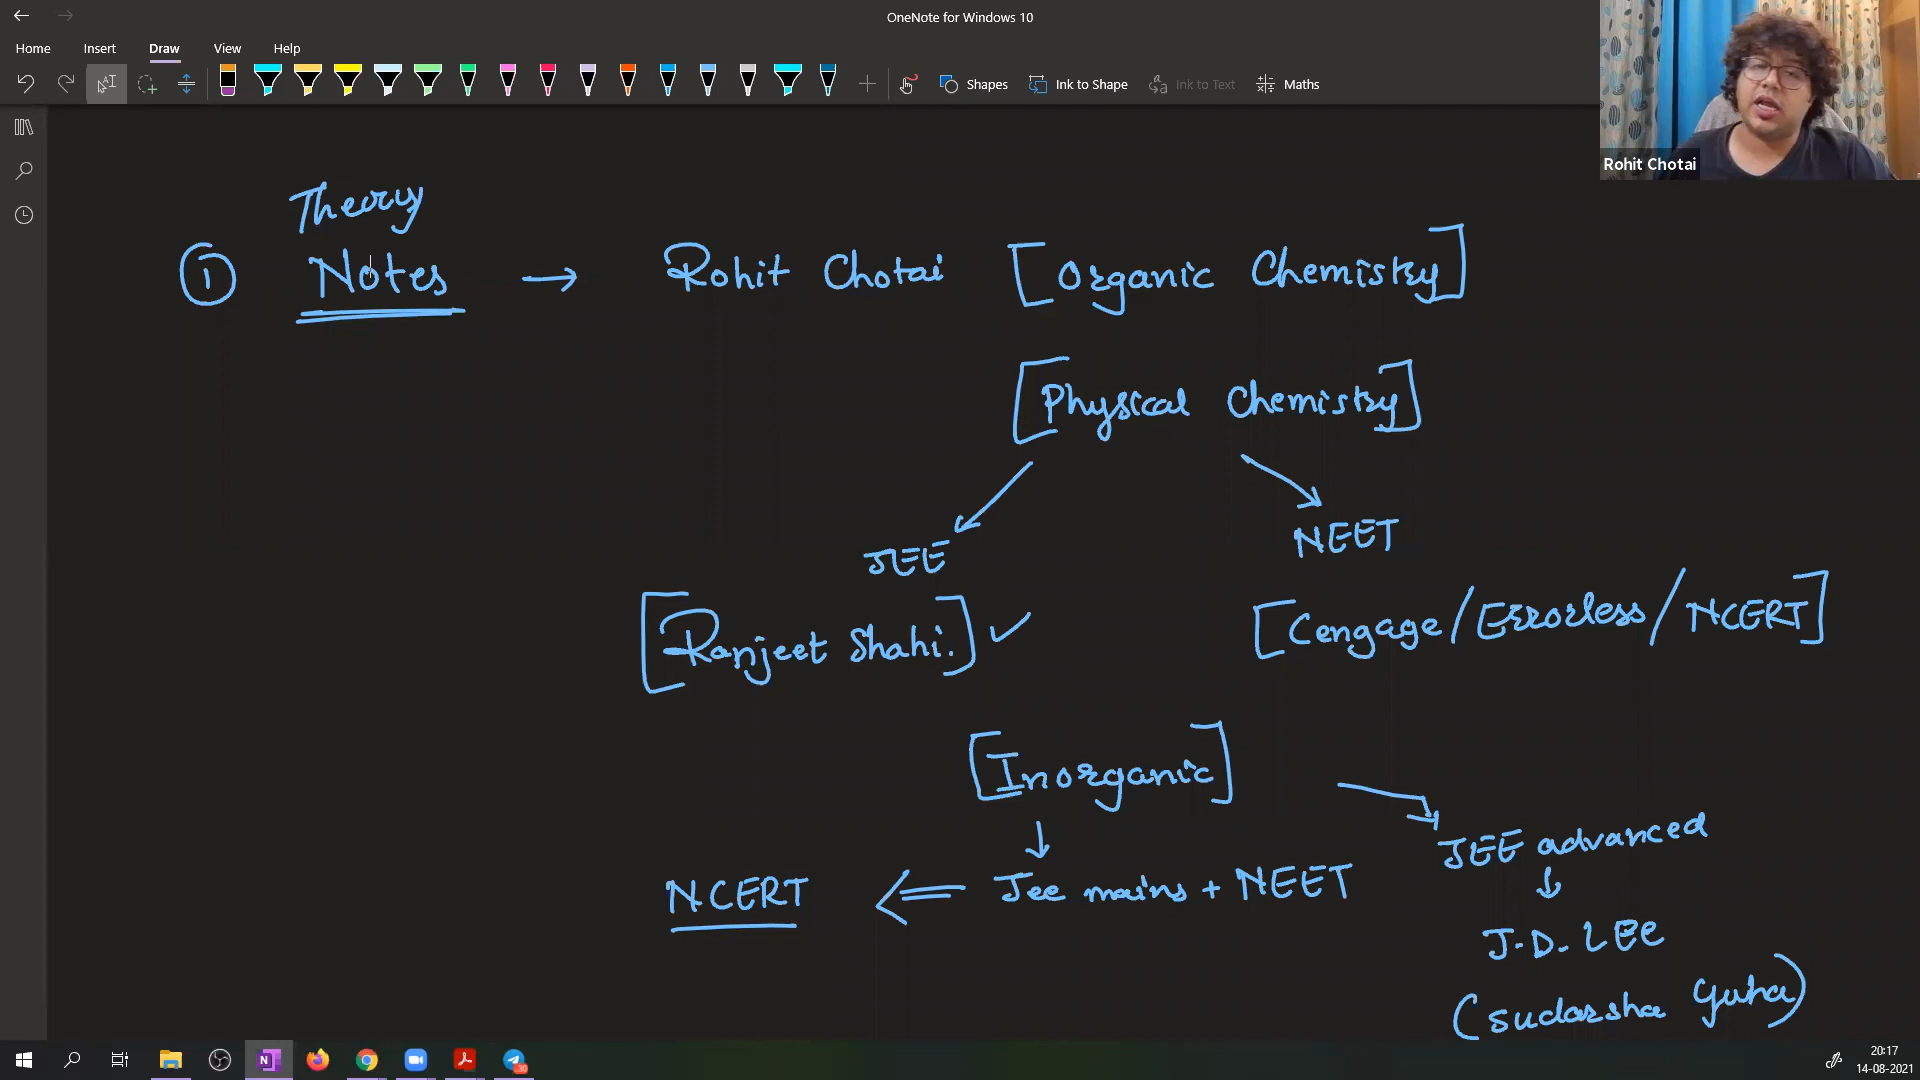 OneNote for Windows 10
Home Insert Draw View Help
Shapes Ink to Shape Ink to Text Maths
Rohit Chotai
Theory
1 Notes → Rohit Chotai [Organic Chemistry]
[Physical Chemistry]
JEE NEET
[Ranjeet Shahi.] ✓ [Cengage/Errorless/NCERT]
[Inorganic]
JEE advanced
NCERT ⇐ Jee mains + NEET
J.D. LEE
(sudarsha guha)
30
20:17
14-08-2021